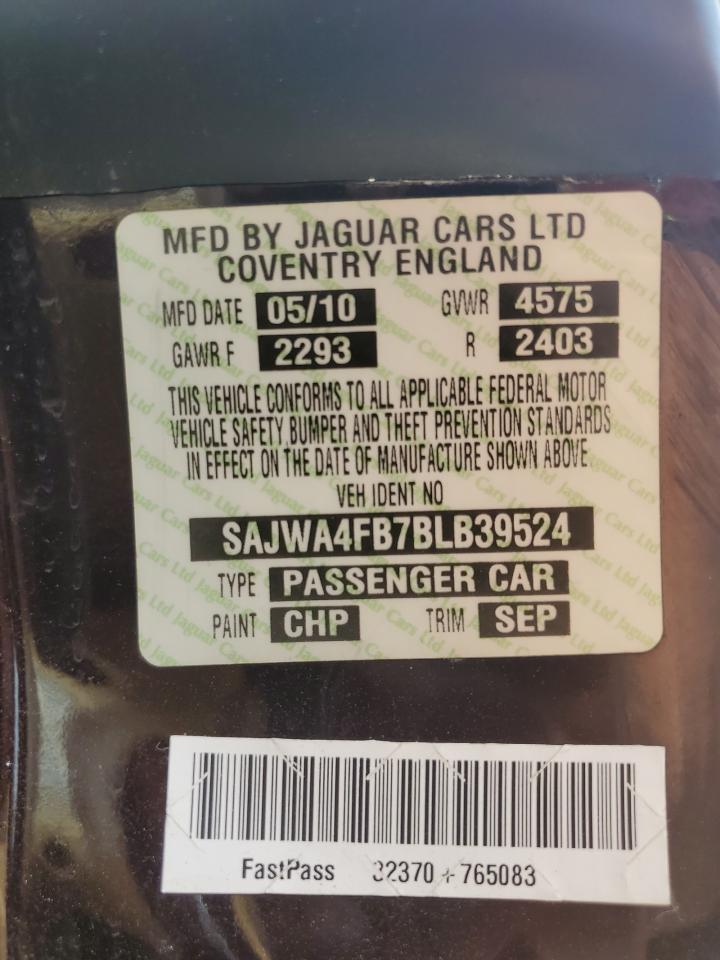 MFD BY JAGUAR CARS LTD
COVENTRY ENGLAND
MFD DATE 05/10 GVWR 4575
GAWR F 2293 R 2403
THIS VEHICLE CONFORMS TO ALL APPLICABLE FEDERAL MOTOR
VEHICLE SAFETY, BUMPER AND THEFT PREVENTION STANDARDS
IN EFFECT ON THE DATE OF MANUFACTURE SHOWN ABOVE
VEH IDENT NO
SAJWA4FB7BLB39524
TYPE PASSENGER CAR
PAINT CHP TRIM SEP
FastPass 32370 + 765083